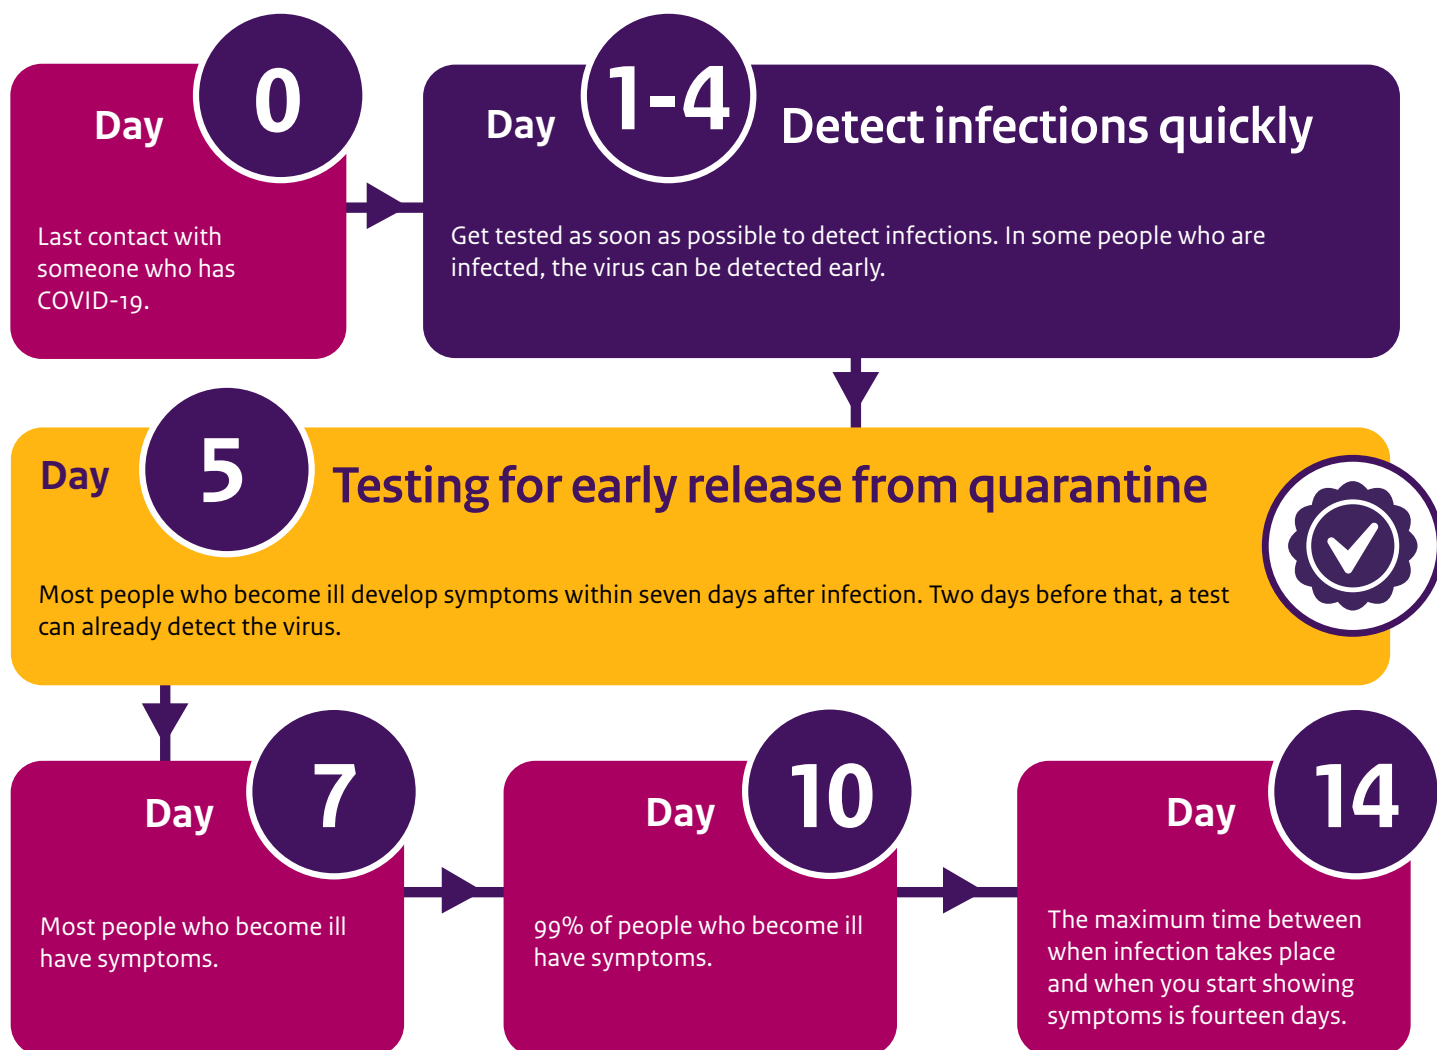 Day 0
Last contact with
someone who has
COVID-19.
Day 1-4 Detect infections quickly
Get tested as soon as possible to detect infections. In some people who are
infected, the virus can be detected early.
Day 5 Testing for early release from quarantine
Most people who become ill develop symptoms within seven days after infection. Two days before that, a test
can already detect the virus.
Day 7
Most people who become ill
have symptoms.
Day 10
99% of people who become ill
have symptoms.
Day 14
The maximum time between
when infection takes place
and when you start showing
symptoms is fourteen days.